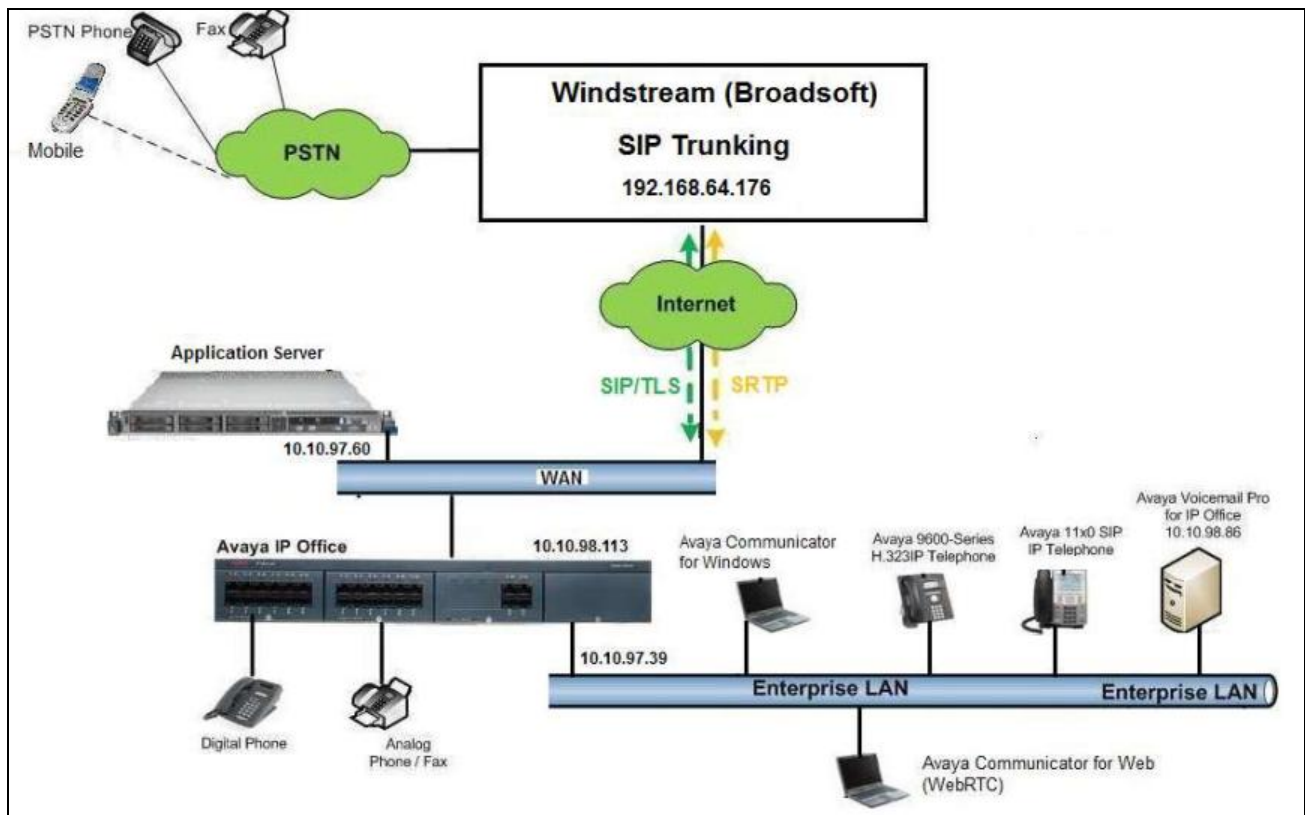 PSTN Phone
Fax
Mobile
PSTN
Windstream (Broadsoft)
SIP Trunking
192.168.64.176
Internet
SIP/TLS
SRTP
Application Server
10.10.97.60
WAN
Avaya IP Office
10.10.98.113
10.10.97.39
Digital Phone
Analog
Phone / Fax
Avaya Communicator
for Windows
Avaya 9600-Series
H.323IP Telephone
Avaya 11x0 SIP
IP Telephone
Avaya Voicemail Pro
for IP Office
10.10.98.86
Enterprise LAN
Enterprise LAN
Avaya Communicator for Web
(WebRTC)